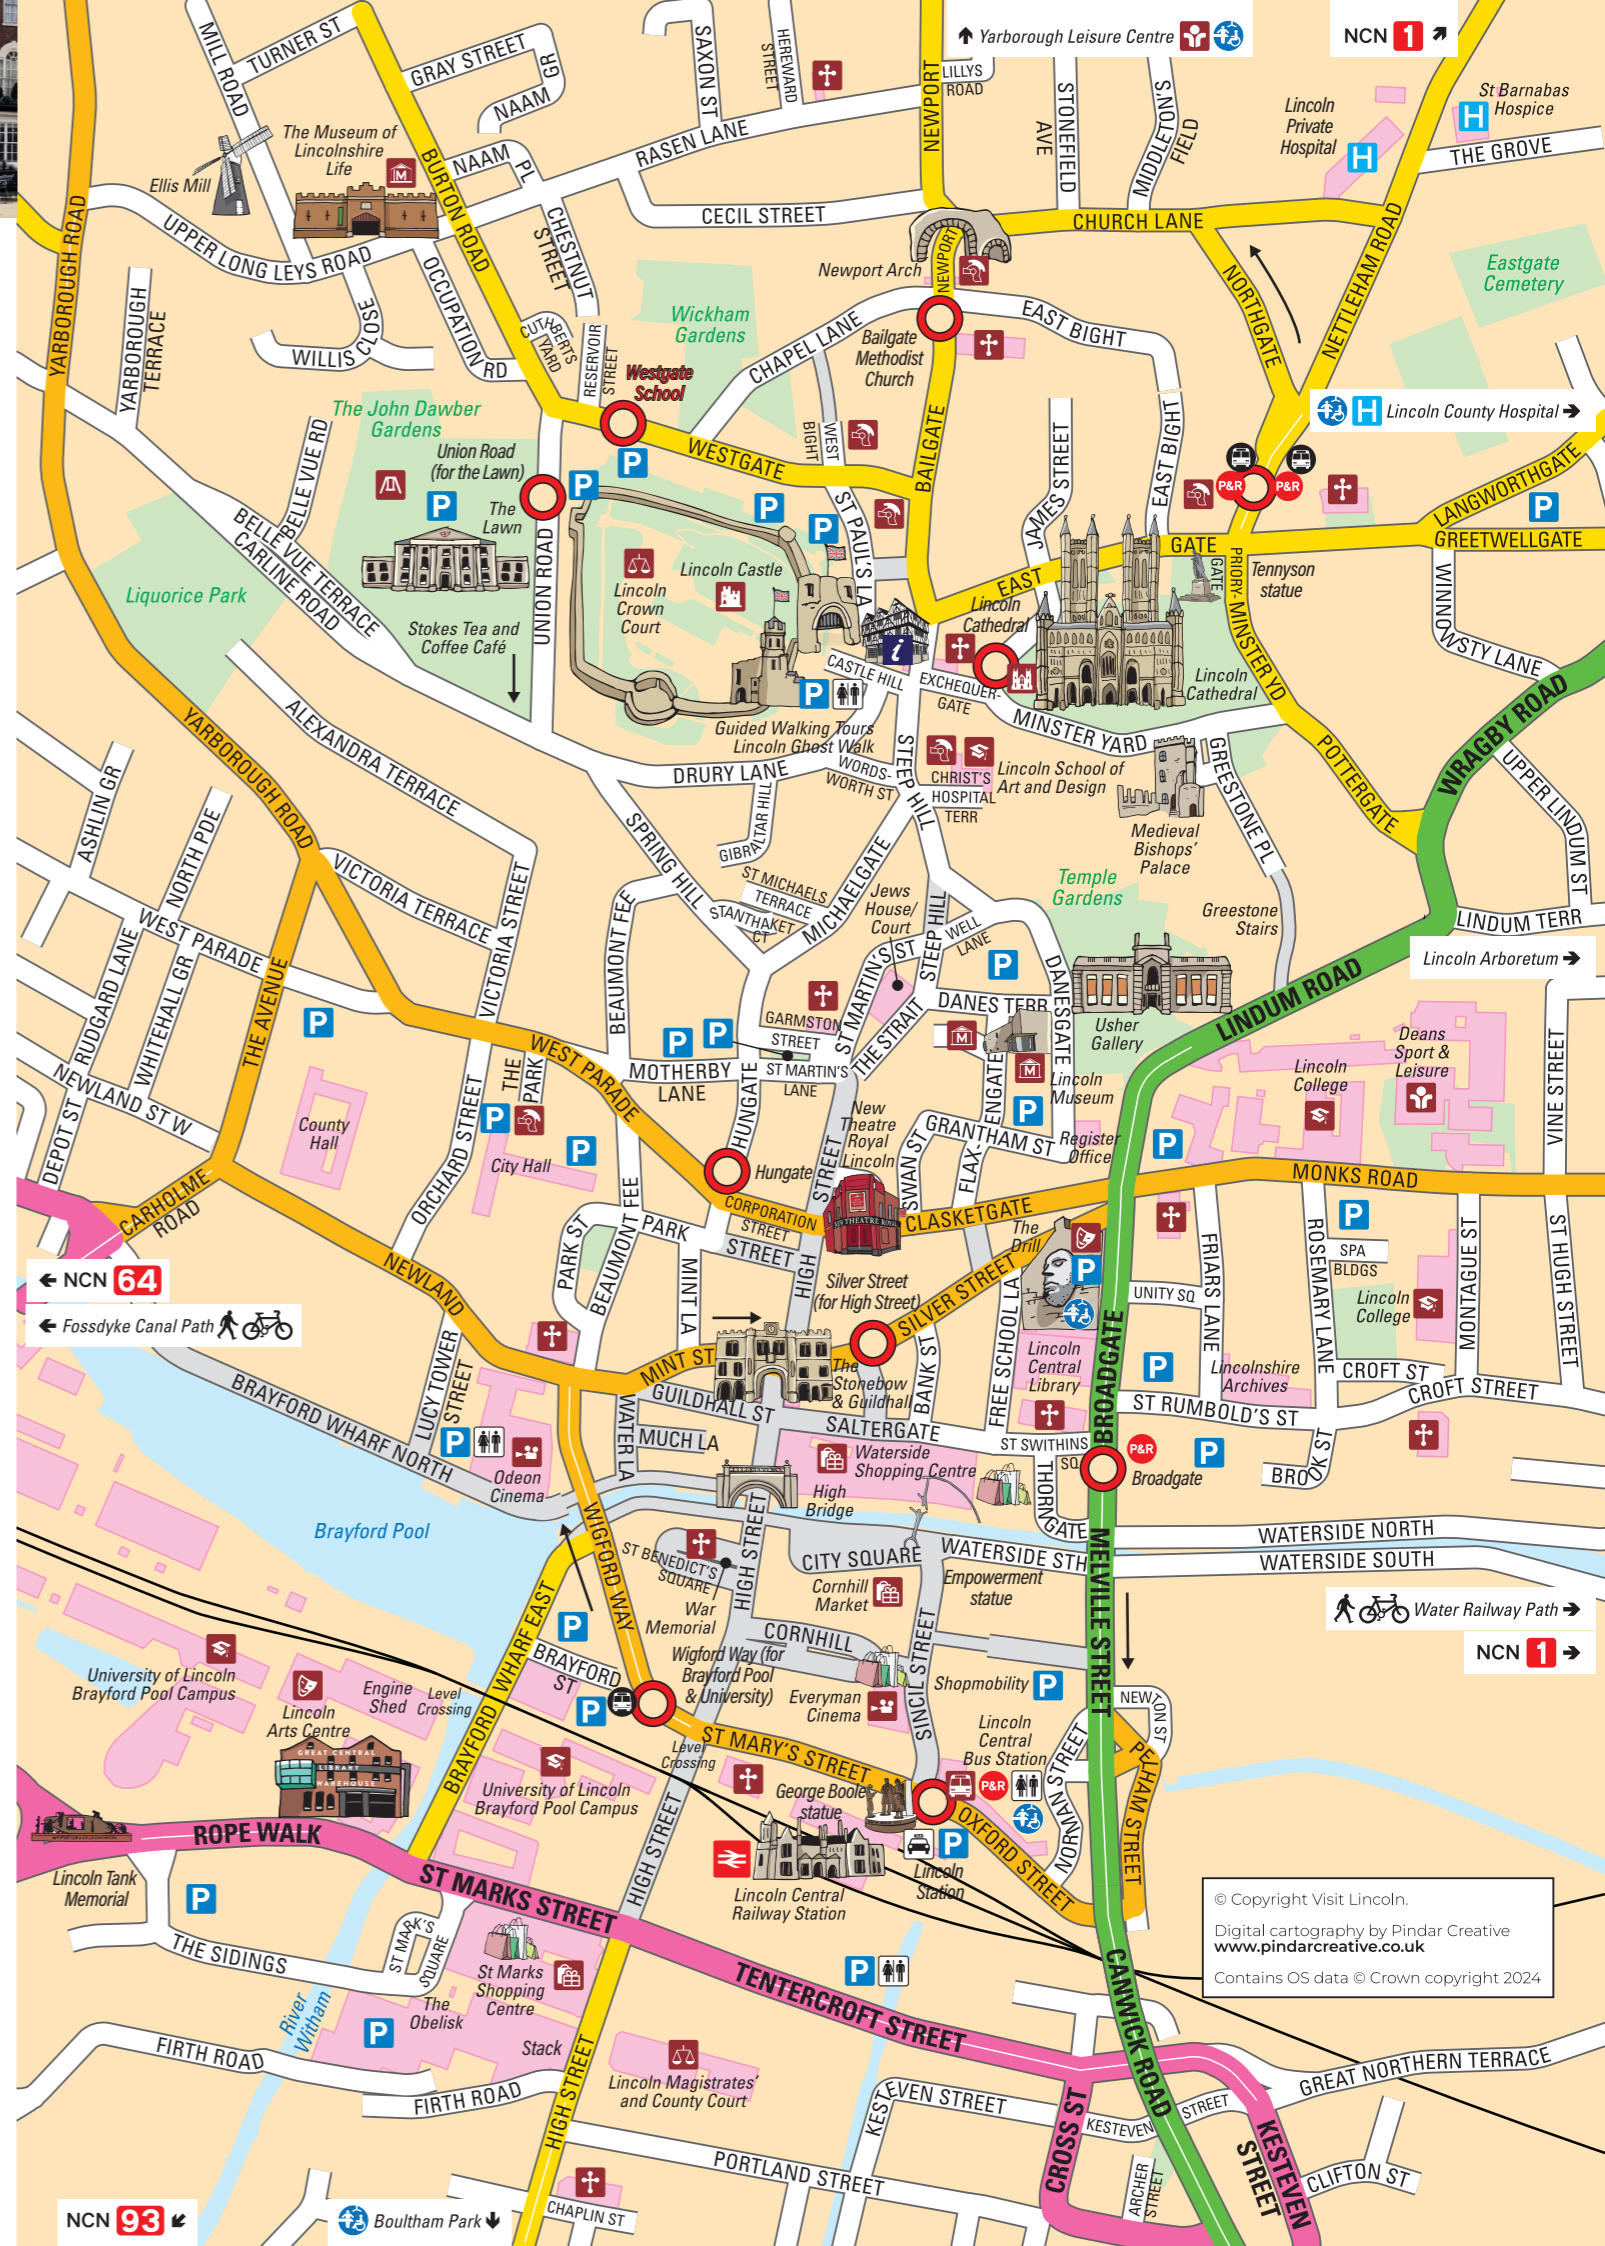 Yarborough Leisure Centre
NCN 1
MILL ROAD
TURNER ST
GRAY STREET
NAAM
GR
SAXON ST
HEREWARD
STREET
NEWPORT
LILLYS
ROAD
STONEFIELD
AVE
MIDDLETON'S
FIELD
Lincoln
Private
Hospital
H
St Barnabas
Hospice
H
THE GROVE
The Museum of
Lincolnshire
Life
M
Ellis Mill
BURTON ROAD
NAAM
PL
RASEN LANE
CECIL STREET
CHURCH LANE
YARBOROUGH ROAD
UPPER LONG LEYS ROAD
CHESTNUT
STREET
OCCUPATION RD
Newport Arch
NEWPORT
NORTHGATE
NETTLEHAM ROAD
Eastgate
Cemetery
YARBOROUGH
TERRACE
WILLIS CLOSE
CUTHBERTS
YARD
RESERVOIR
STREET
Wickham
Gardens
CHAPEL LANE
EAST BIGHT
Bailgate
Methodist
Church
Westgate
School
The John Dawber
Gardens
Union Road
(for the Lawn)
BELLE VUE RD
P
WESTGATE
WEST
BIGHT
BAILGATE
JAMES STREET
EAST BIGHT
H Lincoln County Hospital
P&R
P&R
LANGWORTHGATE
P
GREETWELLGATE
The
Lawn
P
P
P
P
ST PAUL'S LA
BELLE VUE TERRACE
CARLINE ROAD
UNION ROAD
Lincoln
Crown
Court
Lincoln Castle
EAST
GATE
GATE
PRIORY-
MINSTER YD
Tennyson
statue
WINNOWSTY LANE
Liquorice Park
Stokes Tea and
Coffee Café
Lincoln
Cathedral
i
CASTLE HILL
EXCHEQUER-
GATE
Lincoln
Cathedral
P
MINSTER YARD
Guided Walking Tours
Lincoln Ghost Walk
WRAGBY ROAD
ALEXANDRA TERRACE
YARBOROUGH ROAD
DRURY LANE
WORDS-
WORTH ST
STEEP HILL
CHRIST'S
HOSPITAL
TERR
Lincoln School of
Art and Design
GREESTONE PL
POTTERGATE
UPPER LINDUM ST
ASHLIN GR
NORTH PDE
SPRING HILL
GIBRALTAR HILL
Medieval
Bishops'
Palace
VICTORIA TERRACE
VICTORIA STREET
BEAUMONT FEE
ST MICHAELS
TERRACE
STANTHAKET
CT
MICHAELGATE
Jews
House/
Court
STEEP HILL
WELL
LANE
Temple
Gardens
Greestone
Stairs
LINDUM TERR
Lincoln Arboretum
WEST PARADE
RUDGARD LANE
WHITEHALL GR
THE AVENUE
P
ST MARTIN'S ST
P
DANESGATE
LINDUM ROAD
DANES TERR
Usher
Gallery
GARMSTON
STREET
THE STRAIT
M
P
P
MOTHERBY
LANE
ST MARTIN'S
LANE
HUNGATE
WEST PARADE
THE
PARK
NEWLAND ST W
DEPOT ST
M Lincoln
Museum
P
FLAXENGATE
Deans
Sport &
Leisure
Lincoln
College
VINE STREET
County
Hall
ORCHARD STREET
P
P
City Hall
New
Theatre
Royal
Lincoln
SWAN ST
GRANTHAM ST
Register
Office
P
MONKS ROAD
Hungate
STREET
CORPORATION
STREET
NEW THEATRE ROYAL
CLASKETGATE
CARHOLME
ROAD
NEWLAND
PARK ST
BEAUMONT FEE
PARK
STREET
MINT LA
HIGH
The
Drill
P
FRIARS LANE
ROSEMARY LANE
P
SPA
BLDGS
MONTAGUE ST
ST HUGH STREET
NCN 64
Fossdyke Canal Path
Silver Street
(for High Street)
SILVER STREET
FREE SCHOOL LA
UNITY SQ
Lincoln
College
BROADGATE
LUCY TOWER
STREET
MINT ST
The
Stonebow
& Guildhall
BANK ST
Lincoln
Central
Library
P
Lincolnshire
Archives
CROFT ST
CROFT STREET
BRAYFORD WHARF NORTH
GUILDHALL ST
WATER LA
MUCH LA
SALTERGATE
ST SWITHINS
SQ
ST RUMBOLD'S ST
P
Odeon
Cinema
Waterside
Shopping Centre
High
Bridge
THORNGATE
P&R
Broadgate
P
BROOK ST
Brayford Pool
WIGFORD WAY
ST BENEDICT'S
SQUARE
HIGH STREET
CITY SQUARE
WATERSIDE STH
WATERSIDE NORTH
WATERSIDE SOUTH
Empowerment
statue
MELVILLE STREET
Cornhill
Market
War
Memorial
Water Railway Path
NCN 1
University of Lincoln
Brayford Pool Campus
Engine
Shed
Level
Crossing
Lincoln
Arts Centre
GREAT CENTRAL
LIBRARY
WAREHOUSE
BRAYFORD WHARF EAST
P
BRAYFORD
ST
P
Wigford Way (for
Brayford Pool
& University)
CORNHILL
SINCIL STREET
Shopmobility
P
Everyman
Cinema
Lincoln
Central
Bus Station
NEWTON ST
NORMAN STREET
PELHAM STREET
ST MARY'S STREET
Level
Crossing
George Boole
statue
P&R
University of Lincoln
Brayford Pool Campus
OXFORD STREET
P
Lincoln
Station
ROPE WALK
Lincoln Tank
Memorial
P
HIGH STREET
Lincoln Central
Railway Station
ST MARKS STREET
ST MARK'S
SQUARE
THE SIDINGS
St Marks
Shopping
Centre
The
Obelisk
P
Stack
P
TENTERCROFT STREET
CANWICK ROAD
© Copyright Visit Lincoln.
Digital cartography by Pindar Creative
www.pindarcreative.co.uk
Contains OS data © Crown copyright 2024
River
Witham
FIRTH ROAD
FIRTH ROAD
HIGH STREET
Lincoln Magistrates'
and County Court
KESTEVEN STREET
CROSS ST
KESTEVEN
STREET
GREAT NORTHERN TERRACE
KESTEVEN
STREET
CLIFTON ST
ARCHER
STREET
PORTLAND STREET
CHAPLIN ST
NCN 93
Boultham Park